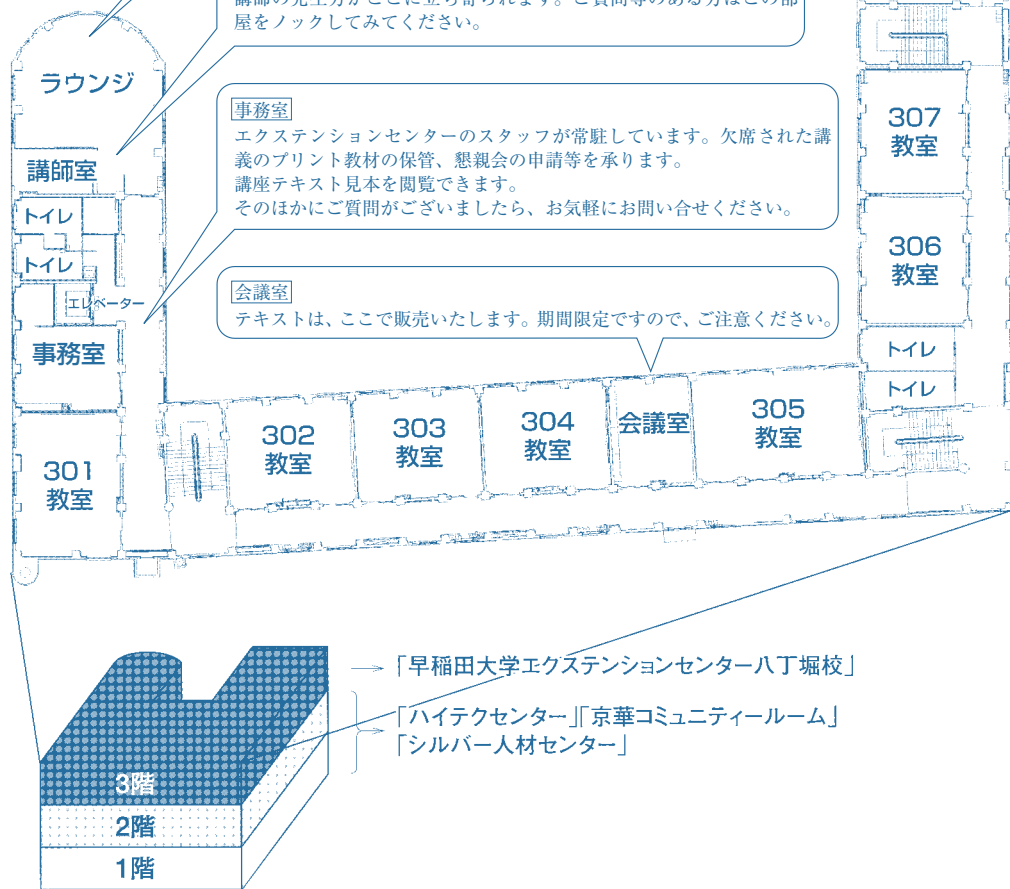 講師の先生方がここに立ち寄られます。ご質問等のある方はこの部
屋をノックしてみてください。
ラウンジ
講師室
トイレ
トイレ
エレベーター
事務室
301
教室
事務室
エクステンションセンターのスタッフが常駐しています。欠席された講
義のプリント教材の保管、懇親会の申請等を承ります。
講座テキスト見本を閲覧できます。
そのほかにご質問がございましたら、お気軽にお問い合せください。
会議室
テキストは、ここで販売いたします。期間限定ですので、ご注意ください。
302
教室
303
教室
304
教室
会議室
305
教室
307
教室
306
教室
トイレ
トイレ
「早稲田大学エクステンションセンター八丁堀校」
「ハイテクセンター」「京華コミュニティールーム」
「シルバー人材センター」
3階
2階
1階